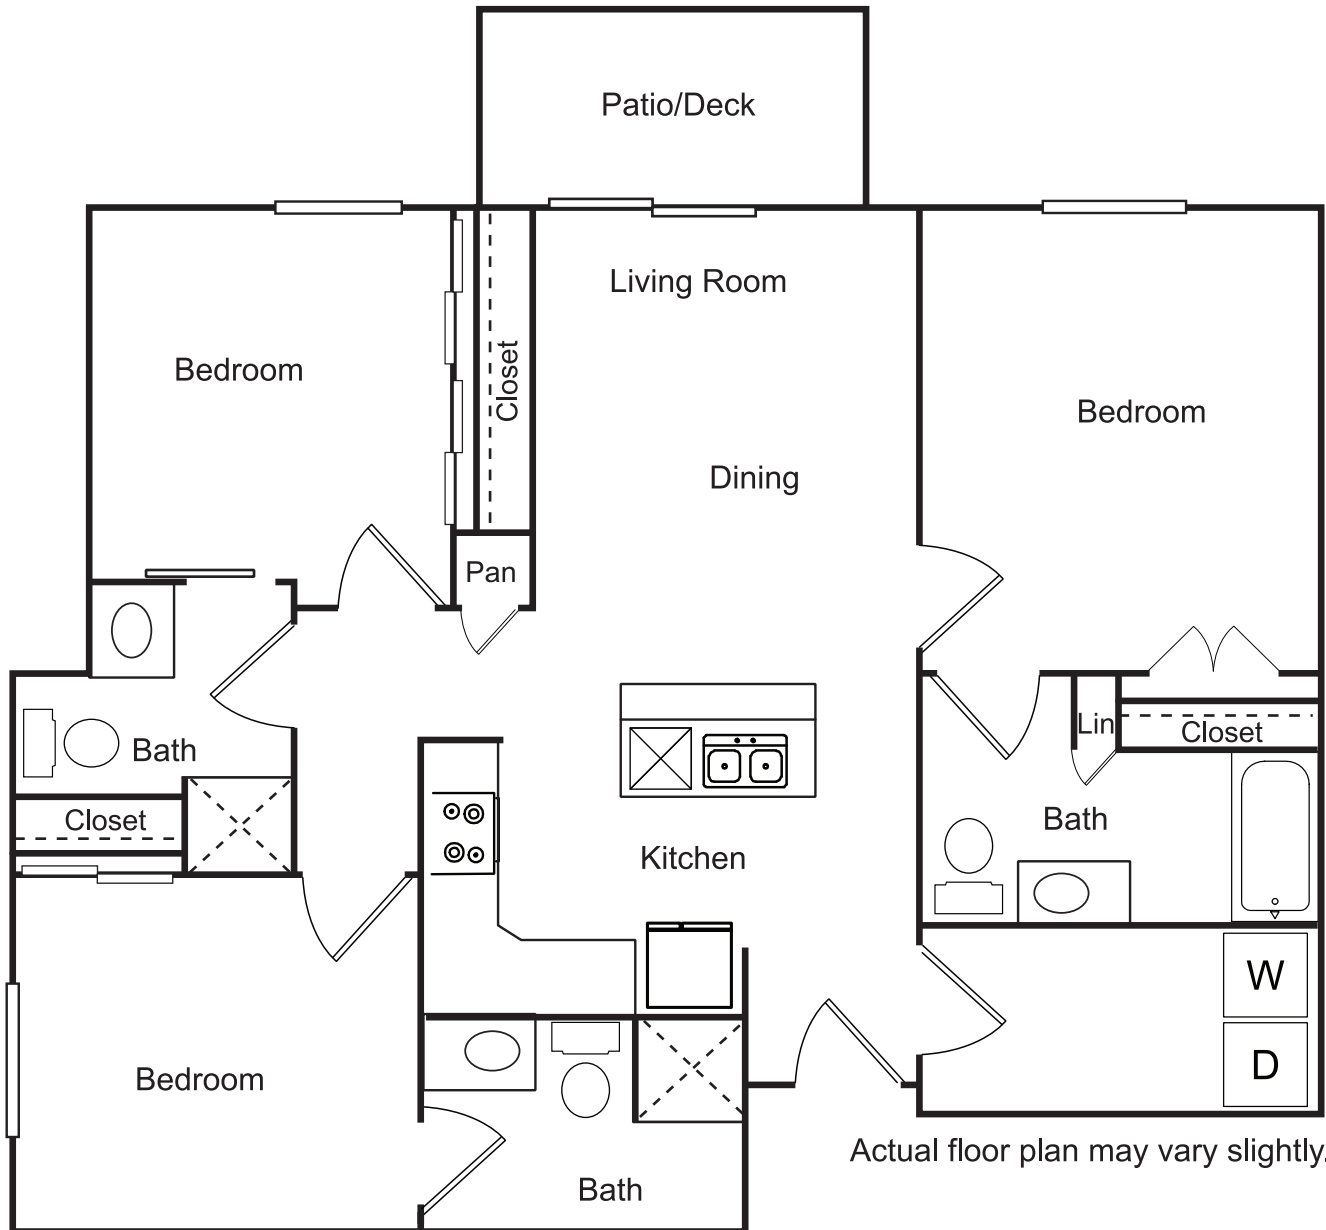 Patio/Deck
Living Room
Bedroom
Closet
Bedroom
Dining
Pan
Lin
Closet
Bath
Closet
Bath
Kitchen
W
D
Bedroom
Bath
Actual floor plan may vary slightly.